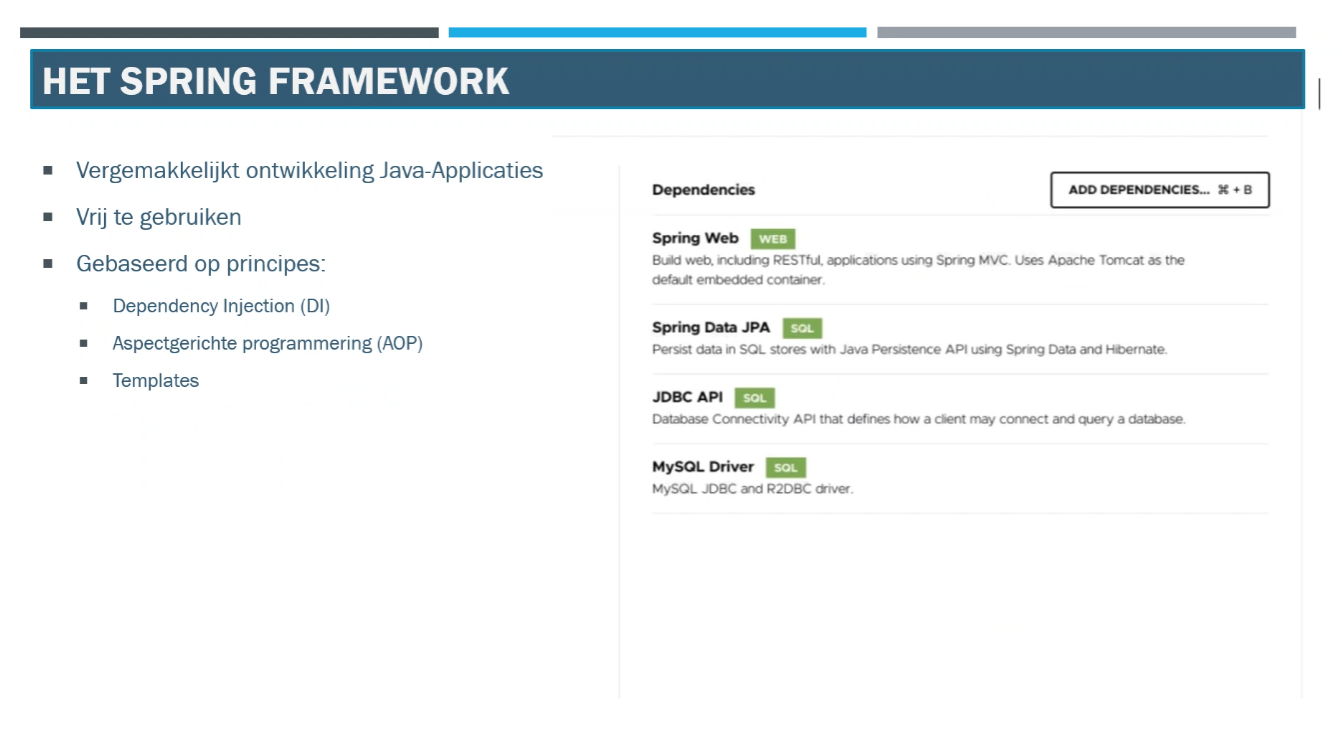 HET SPRING FRAMEWORK
Vergemakkelijkt ontwikkeling Java-Applicaties
Vrij te gebruiken
Gebaseerd op principes:
Dependency Injection (DI)
Aspectgerichte programmering (AOP)
Templates
Dependencies
ADD DEPENDENCIES... ⌘ + B
Spring Web WEB
Build web, including RESTful, applications using Spring MVC. Uses Apache Tomcat as the
default embedded container.
Spring Data JPA SQL
Persist data in SQL stores with Java Persistence API using Spring Data and Hibernate.
JDBC API SQL
Database Connectivity API that defines how a client may connect and query a database.
MySQL Driver SQL
MySQL JDBC and R2DBC driver.